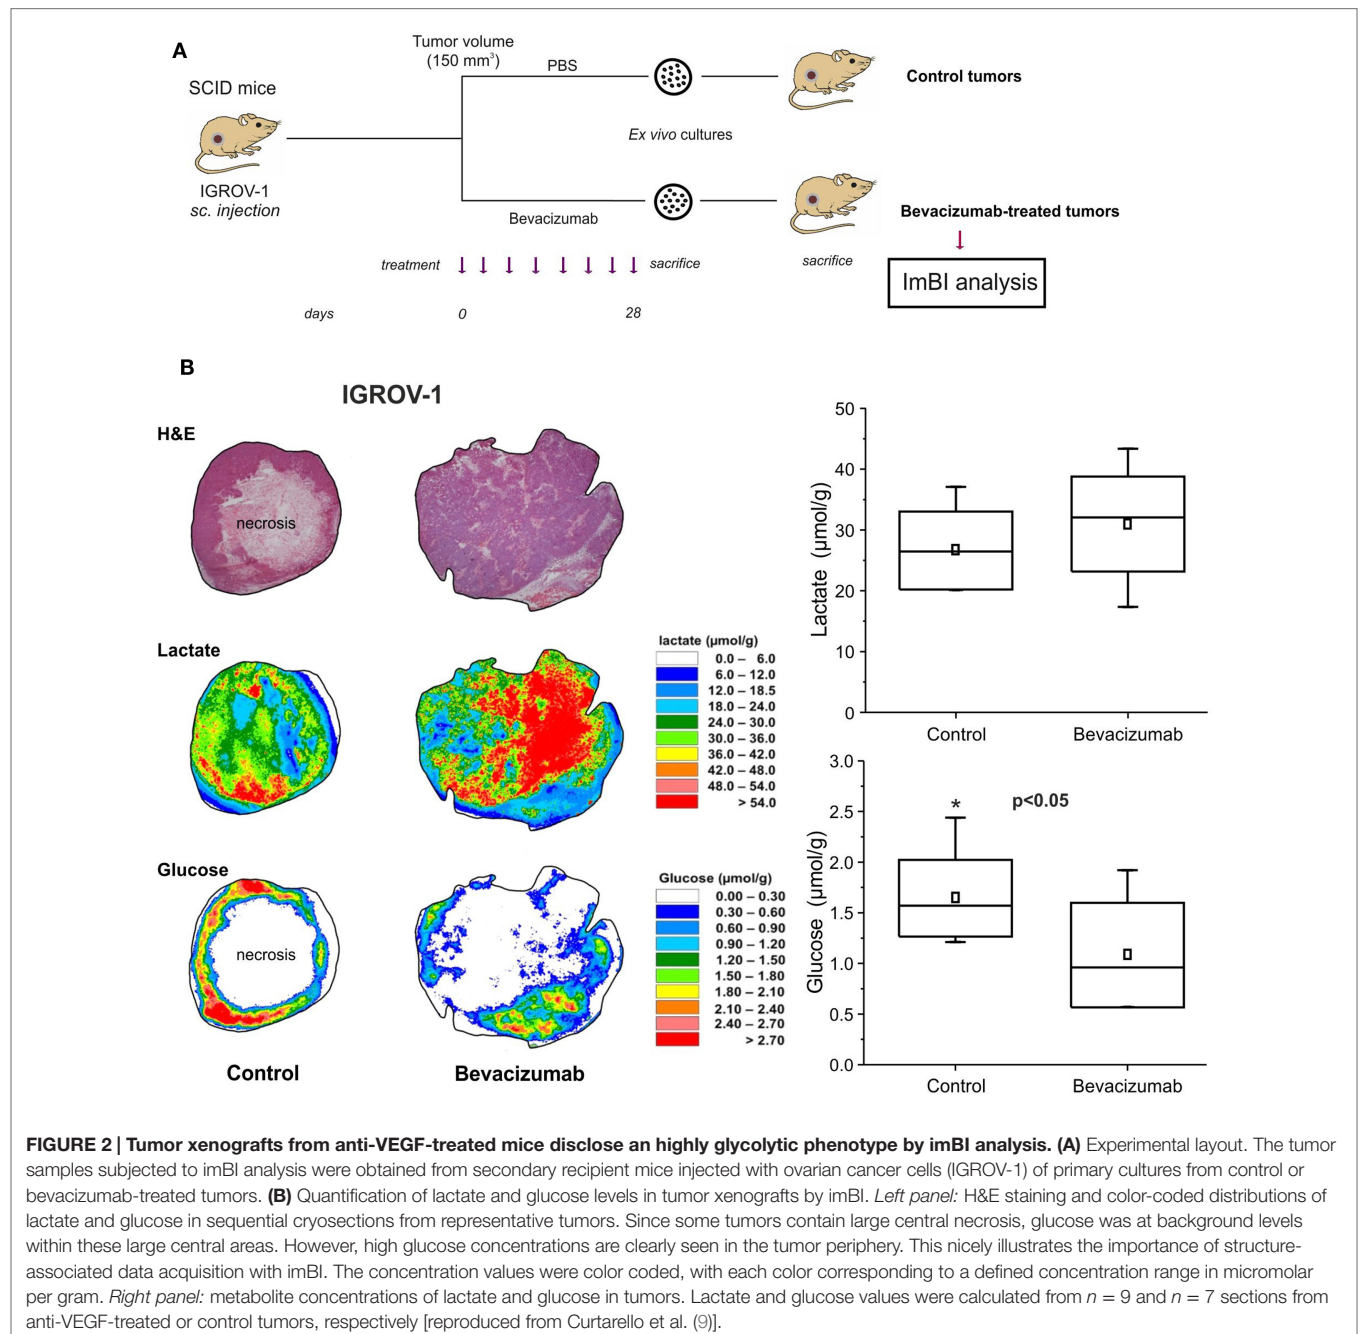 A
Tumor volume
(150 mm³)
PBS
Control tumors
SCID mice
Ex vivo cultures
IGROV-1
sc. injection
Bevacizumab
Bevacizumab-treated tumors
treatment
sacrifice
sacrifice
ImBI analysis
days
0
28
B
IGROV-1
H&E
necrosis
Lactate
lactate (µmol/g)
0.0 – 6.0
6.0 – 12.0
12.0 – 18.5
18.0 – 24.0
24.0 – 30.0
30.0 – 36.0
36.0 – 42.0
42.0 – 48.0
48.0 – 54.0
> 54.0
Glucose
necrosis
Glucose (µmol/g)
0.00 – 0.30
0.30 – 0.60
0.60 – 0.90
0.90 – 1.20
1.20 – 1.50
1.50 – 1.80
1.80 – 2.10
2.10 – 2.40
2.40 – 2.70
> 2.70
Control
Bevacizumab
Lactate (µmol/g)
50
40
30
20
10
0
Control
Bevacizumab
Glucose (µmol/g)
3.0
2.5
2.0
1.5
1.0
0.5
0.0
*
p<0.05
Control
Bevacizumab
FIGURE 2 | Tumor xenografts from anti-VEGF-treated mice disclose an highly glycolytic phenotype by imBI analysis. (A) Experimental layout. The tumor
samples subjected to imBI analysis were obtained from secondary recipient mice injected with ovarian cancer cells (IGROV-1) of primary cultures from control or
bevacizumab-treated tumors. (B) Quantification of lactate and glucose levels in tumor xenografts by imBI. Left panel: H&E staining and color-coded distributions of
lactate and glucose in sequential cryosections from representative tumors. Since some tumors contain large central necrosis, glucose was at background levels
within these large central areas. However, high glucose concentrations are clearly seen in the tumor periphery. This nicely illustrates the importance of structure-
associated data acquisition with imBI. The concentration values were color coded, with each color corresponding to a defined concentration range in micromolar
per gram. Right panel: metabolite concentrations of lactate and glucose in tumors. Lactate and glucose values were calculated from n = 9 and n = 7 sections from
anti-VEGF-treated or control tumors, respectively [reproduced from Curtarello et al. (9)].